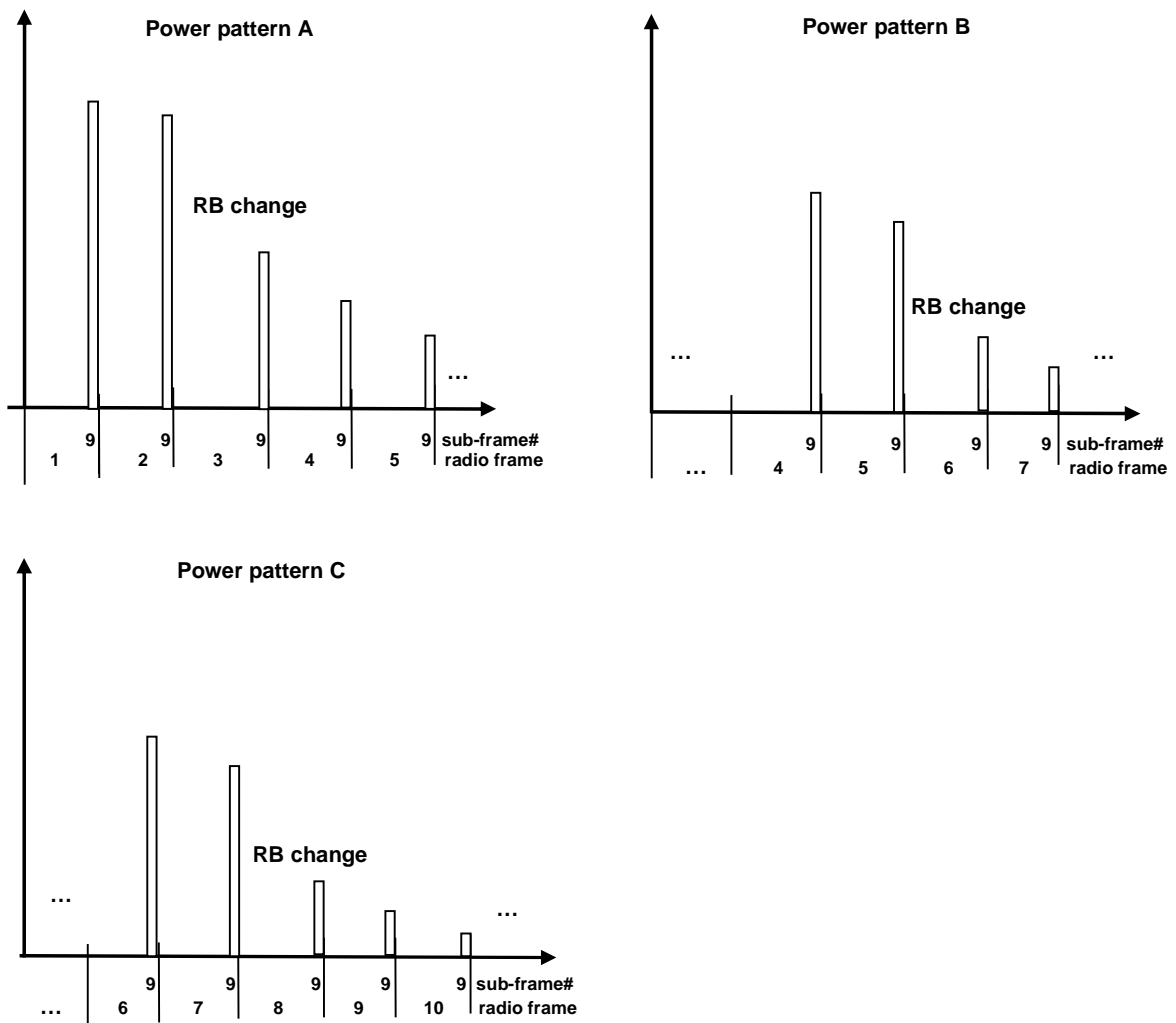 Power pattern A
RB change
...
9 9 9 9 9 sub-frame#
1 2 3 4 5 radio frame
Power pattern B
RB change
... ...
9 9 9 9 sub-frame#
... 4 5 6 7 radio frame
Power pattern C
RB change
... ...
9 9 9 9 9 sub-frame#
... 6 7 8 9 10 radio frame